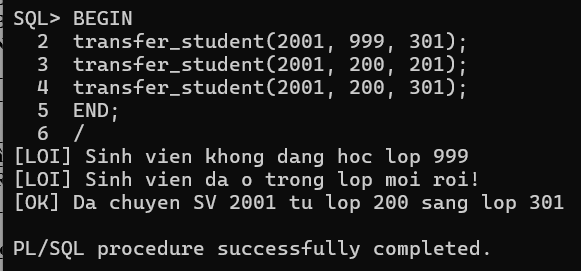 SQL> BEGIN
  2  transfer_student(2001, 999, 301);
  3  transfer_student(2001, 200, 201);
  4  transfer_student(2001, 200, 301);
  5  END;
  6  /
[LOI] Sinh vien khong dang hoc lop 999
[LOI] Sinh vien da o trong lop moi roi!
[OK] Da chuyen SV 2001 tu lop 200 sang lop 301

PL/SQL procedure successfully completed.